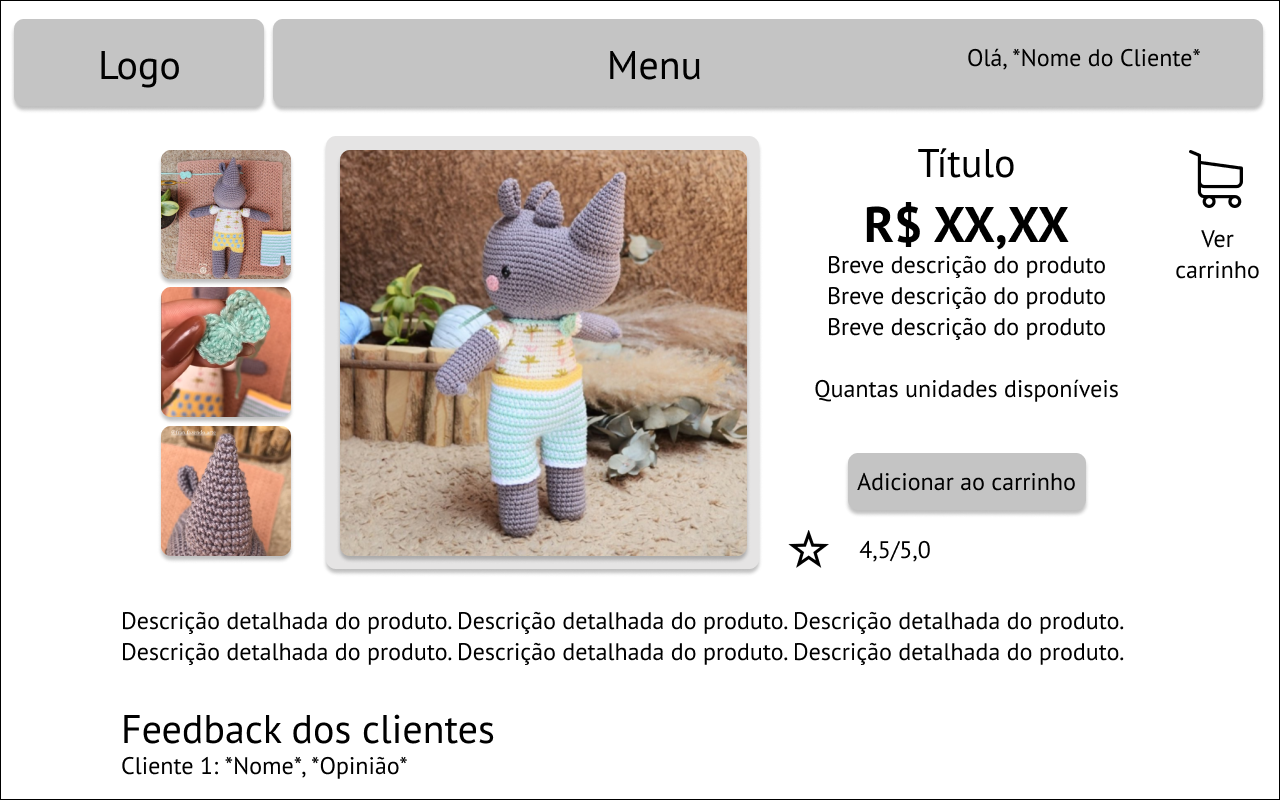 Logo
Menu
Olá, *Nome do Cliente*
Título
R$ XX,XX
Breve descrição do produto
Breve descrição do produto
Breve descrição do produto
Quantas unidades disponíveis
Adicionar ao carrinho
4,5/5,0
Ver
carrinho
Descrição detalhada do produto. Descrição detalhada do produto. Descrição detalhada do produto.
Descrição detalhada do produto. Descrição detalhada do produto. Descrição detalhada do produto.
Feedback dos clientes
Cliente 1: *Nome*, *Opinião*